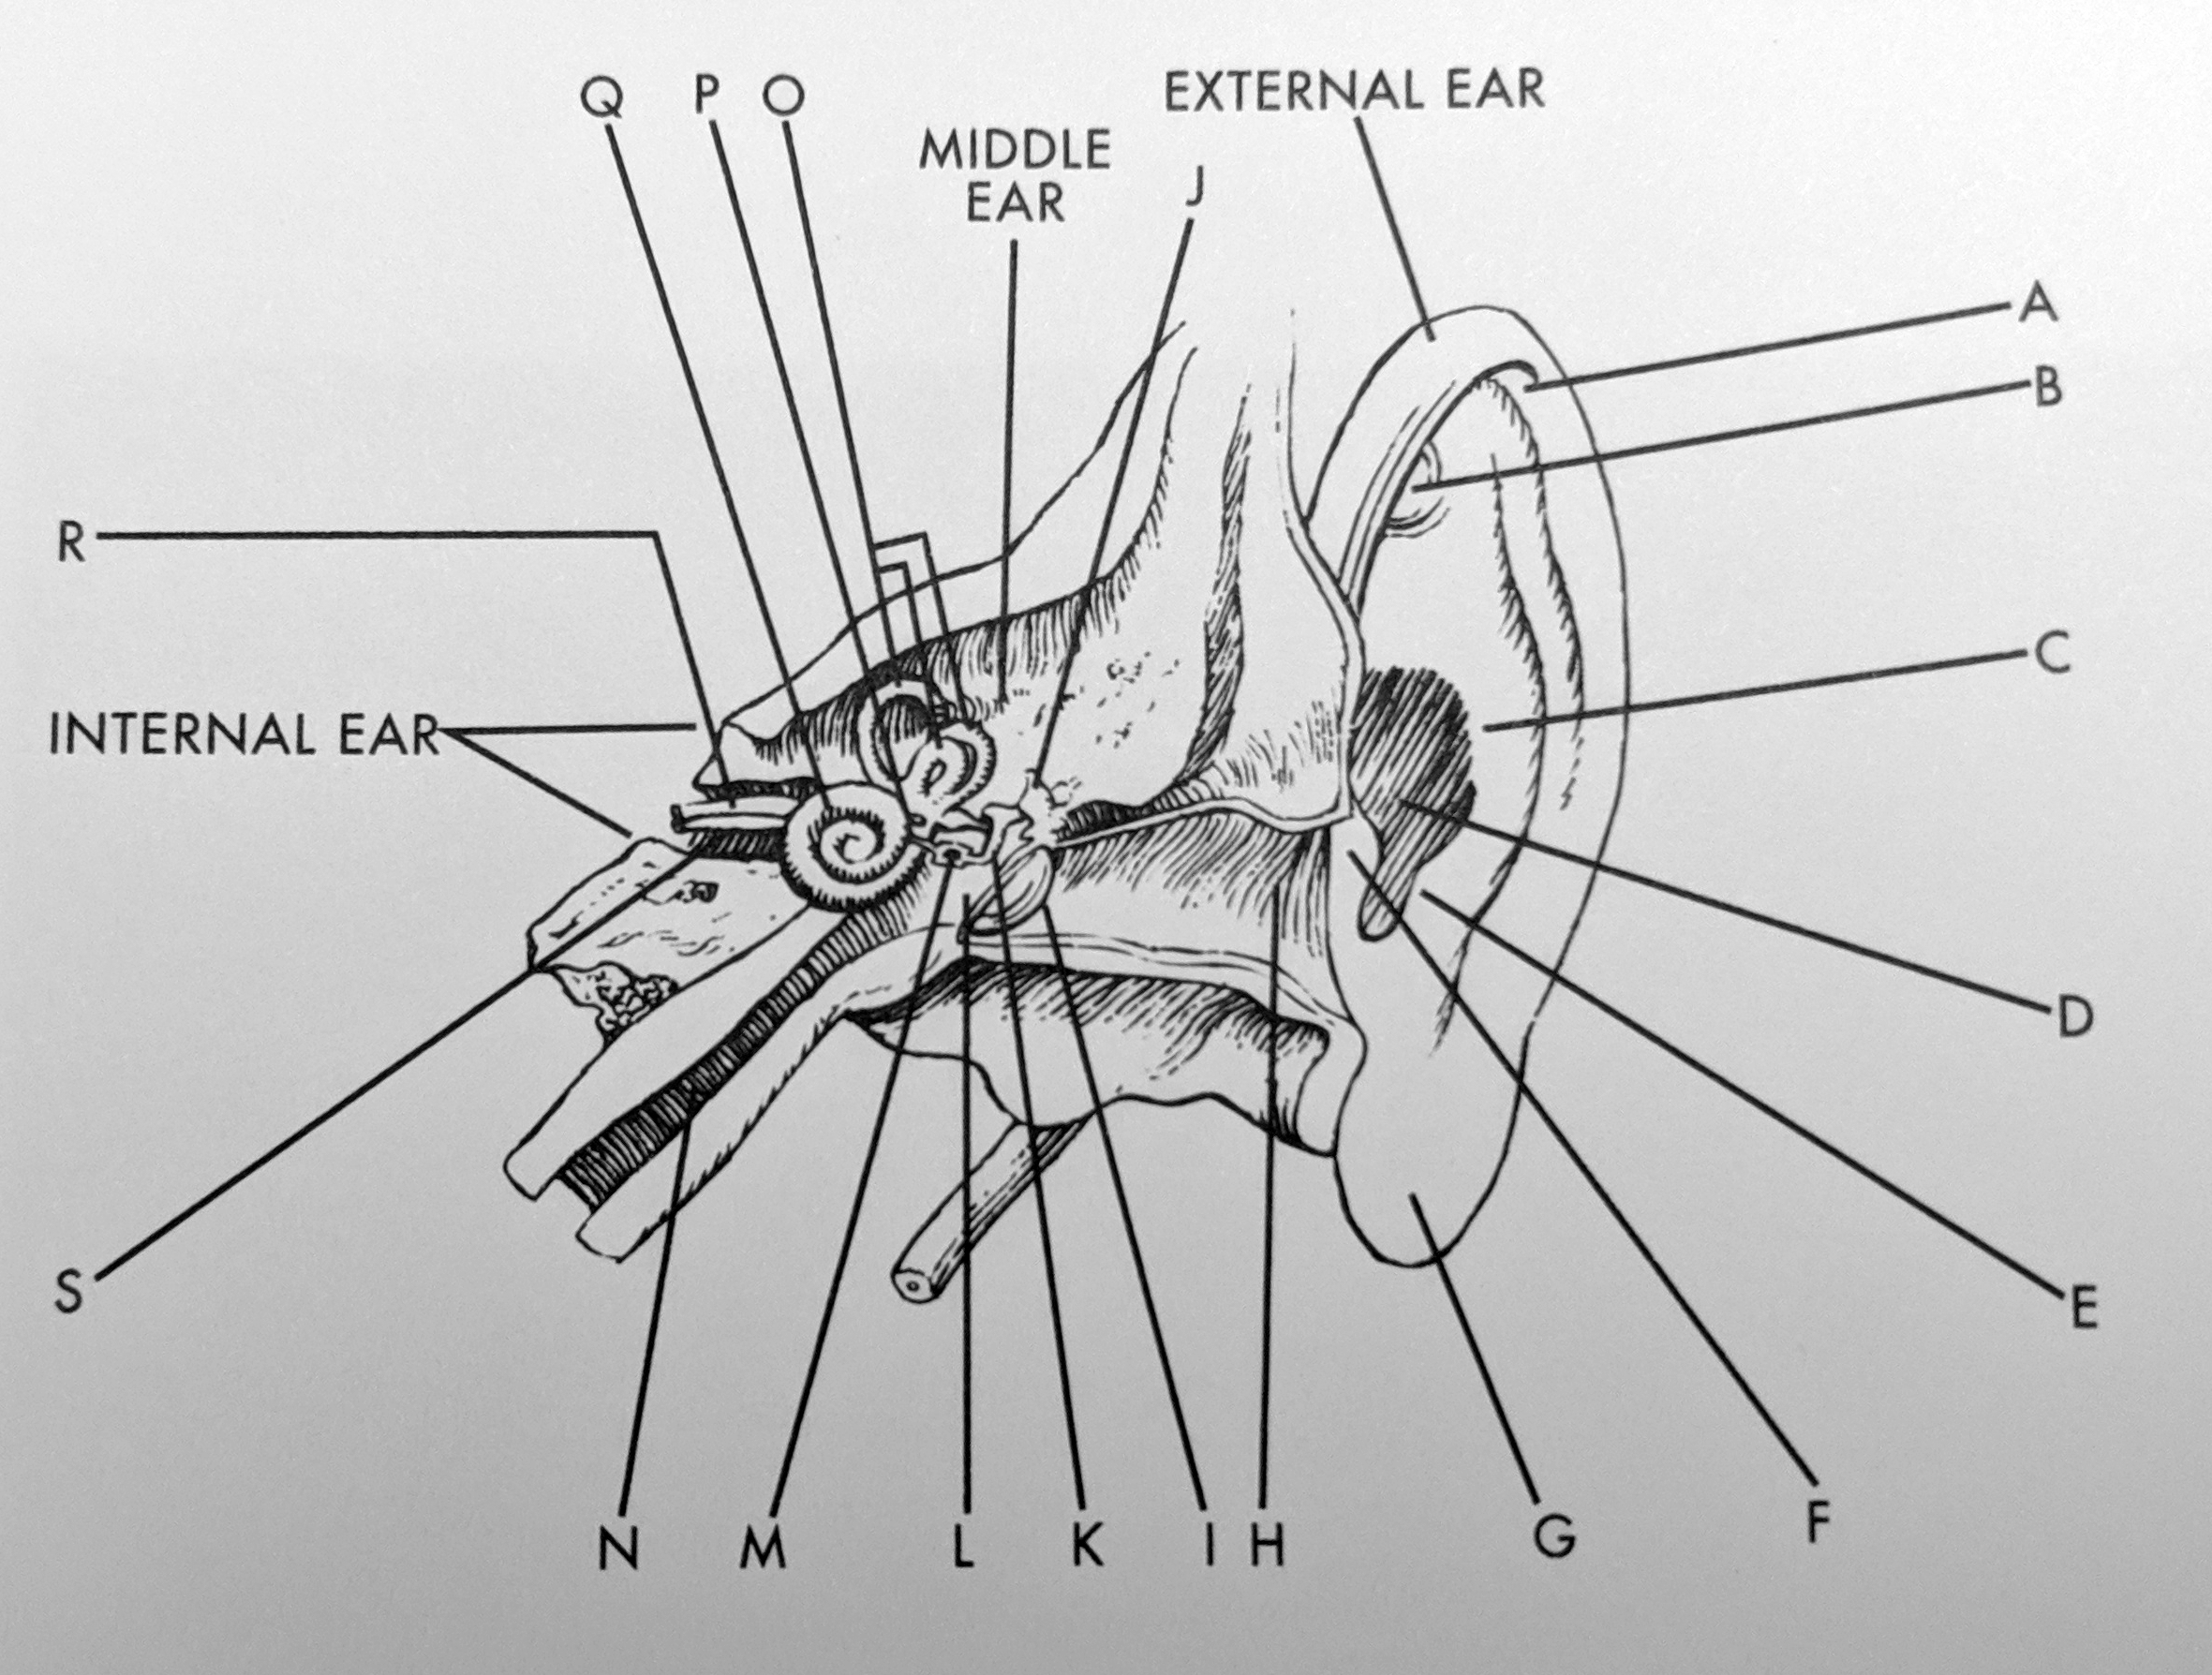 Q P O
EXTERNAL EAR
MIDDLE
EAR
J
A
B
R
C
INTERNAL EAR
D
S
E
F
N M L K I H G